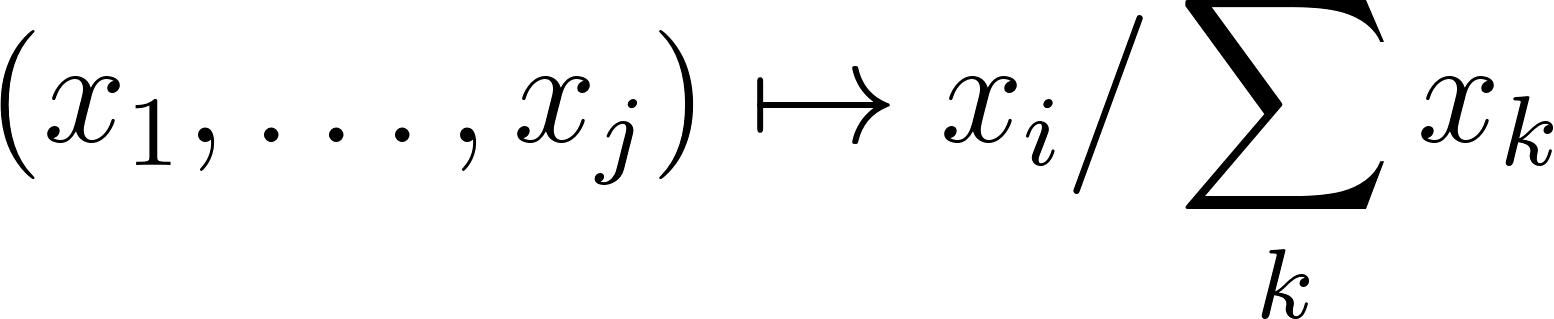 (x_1, . . . , x_j) ↦ x_i / ∑_k x_k